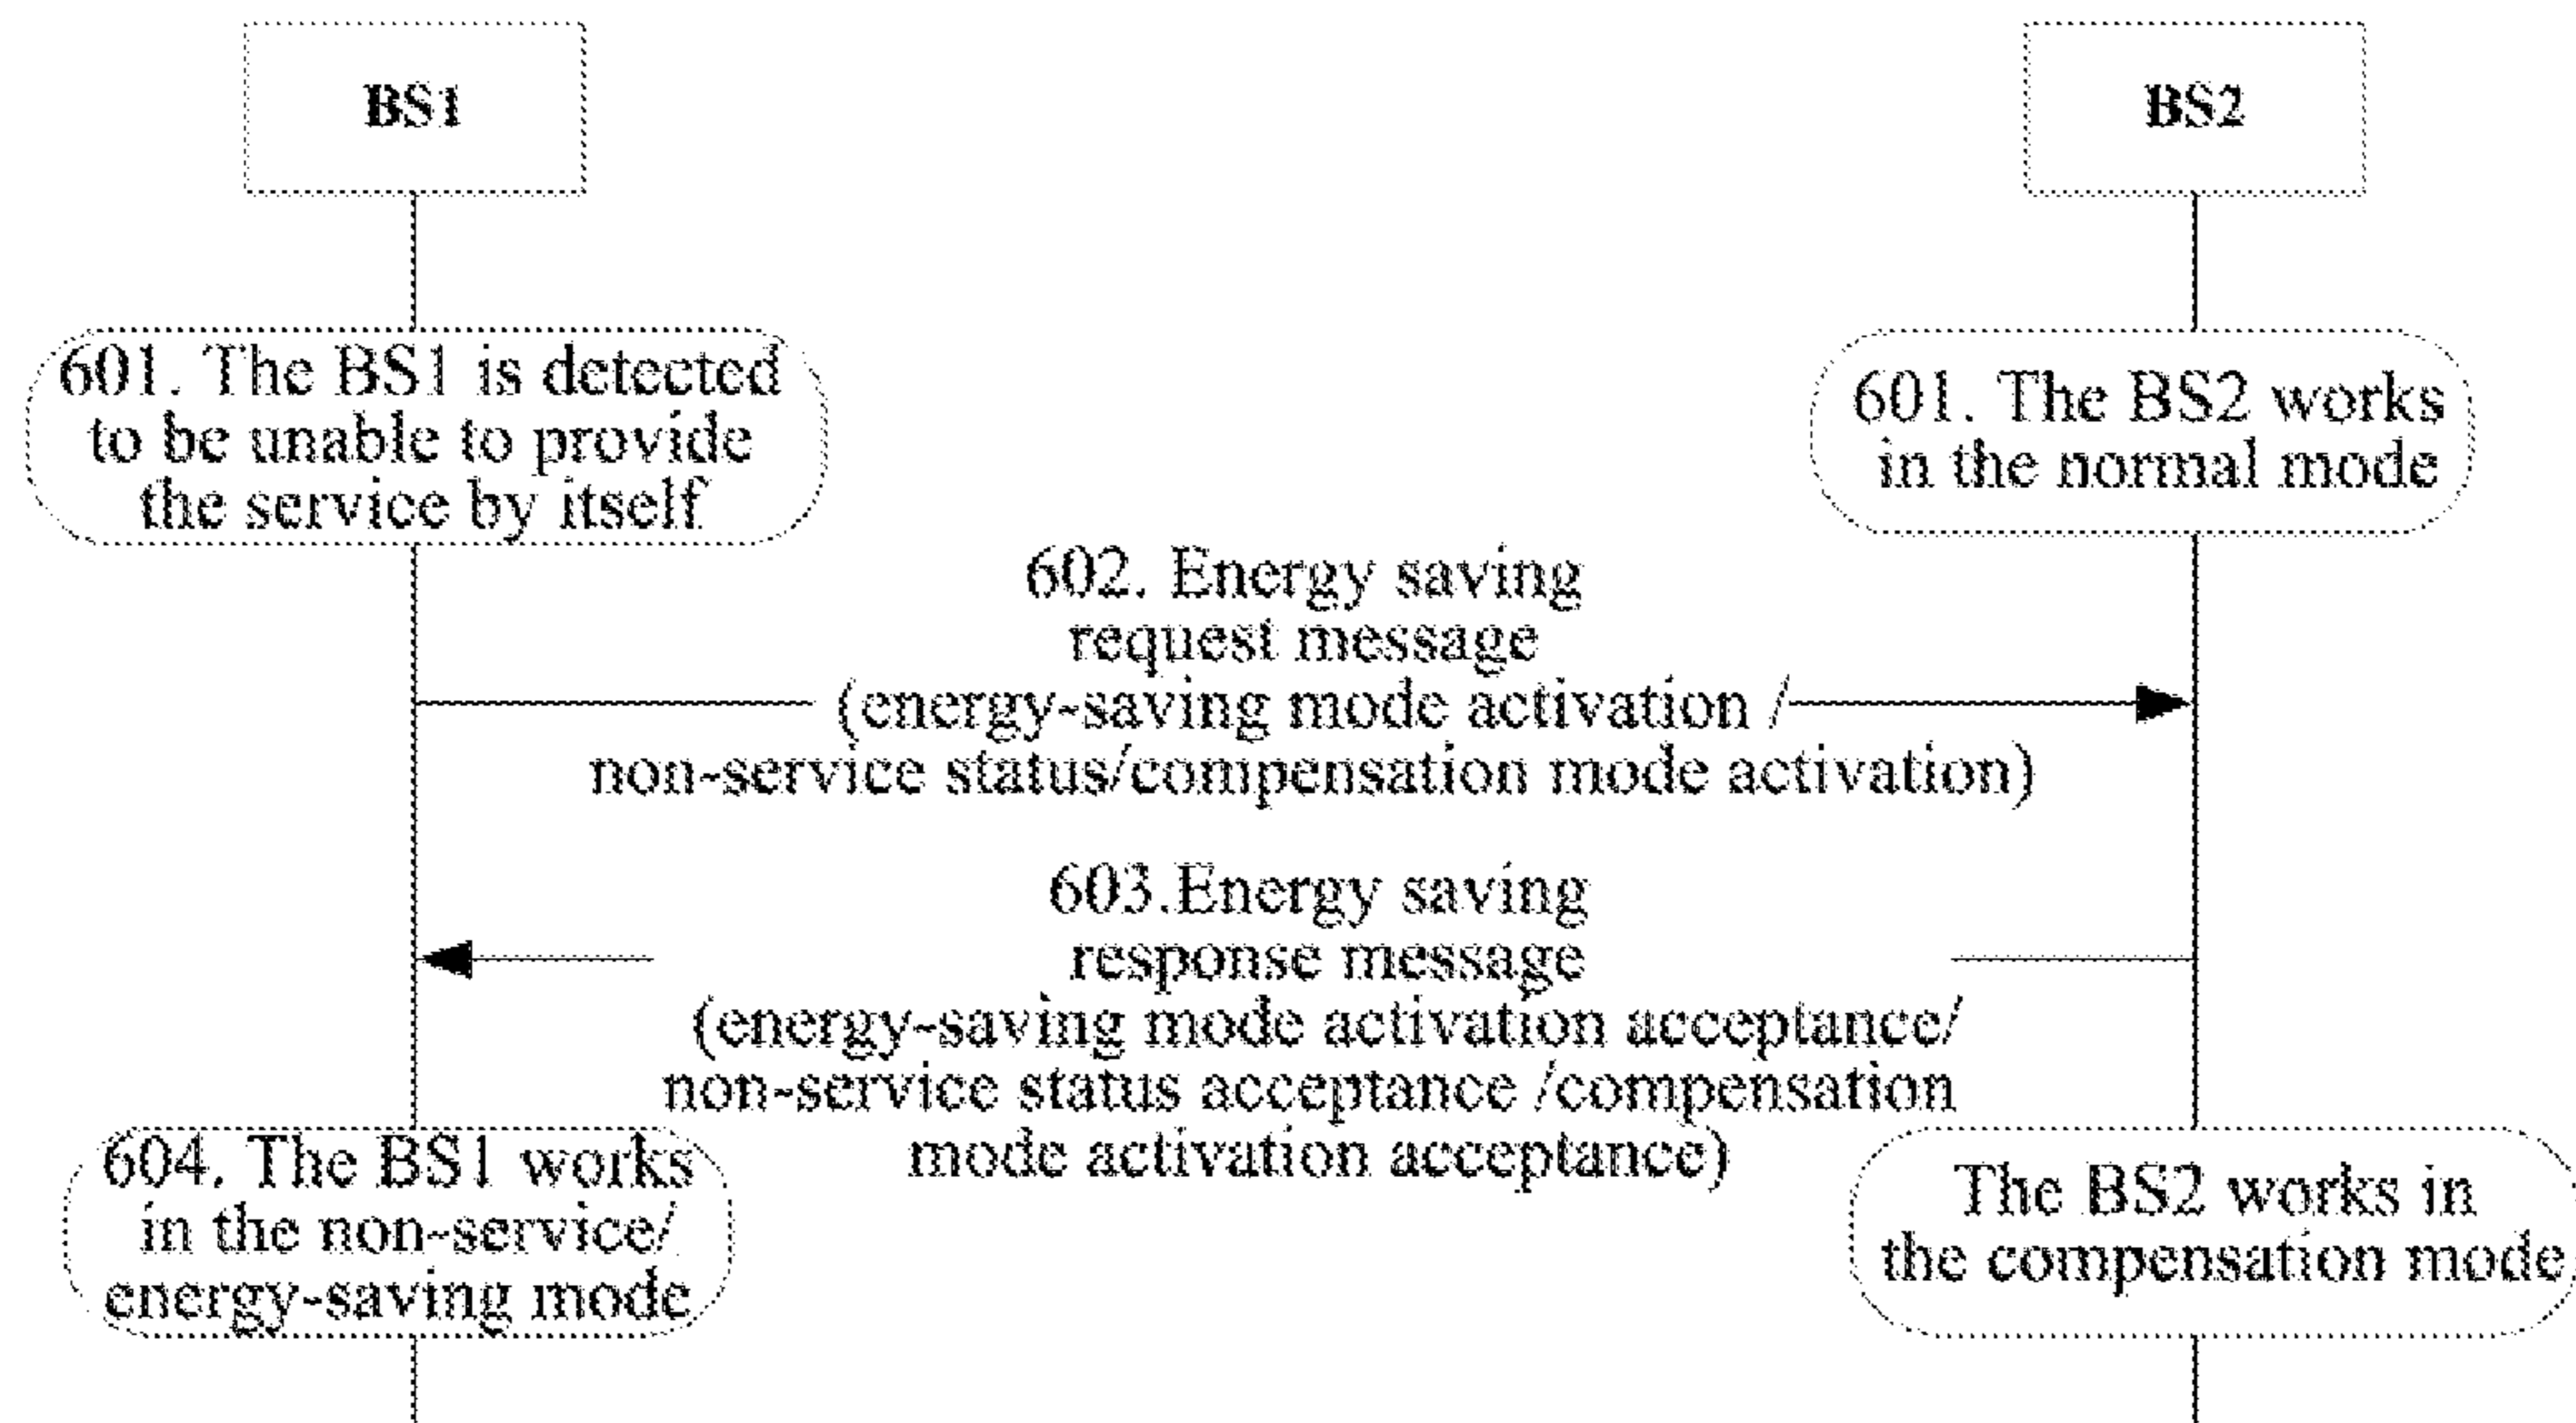 BS1
BS2
601. The BS1 is detected
to be unable to provide
the service by itself
601. The BS2 works
in the normal mode
602. Energy saving
request message
(energy-saving mode activation /
non-service status/compensation mode activation)
603.Energy saving
response message
(energy-saving mode activation acceptance/
non-service status acceptance /compensation
mode activation acceptance)
604. The BS1 works
in the non-service/
energy-saving mode
The BS2 works in
the compensation mode